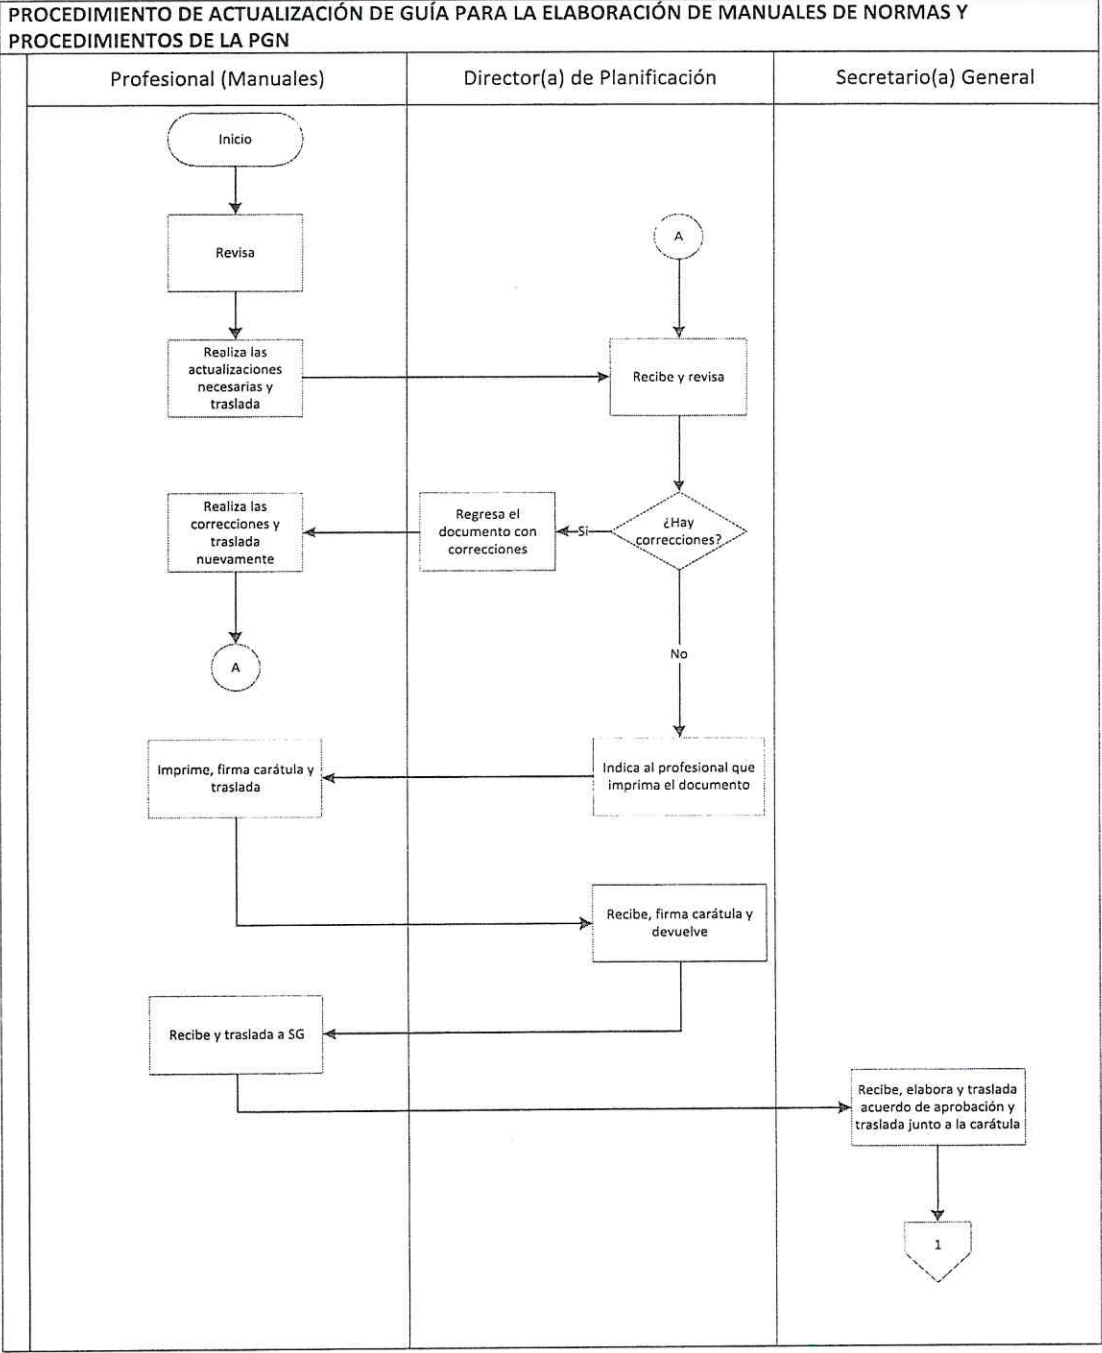 PROCEDIMIENTO DE ACTUALIZACIÓN DE GUÍA PARA LA ELABORACIÓN DE MANUALES DE NORMAS Y
PROCEDIMIENTOS DE LA PGN
Profesional (Manuales)
Director(a) de Planificación
Secretario(a) General
Inicio
Revisa
A
Realiza las
actualizaciones
necesarias y
traslada
Recibe y revisa
Realiza las
correcciones y
traslada
nuevamente
Regresa el
documento con
correcciones
Si
¿Hay
correcciones?
No
A
Imprime, firma carátula y
traslada
Indica al profesional que
imprima el documento
Recibe, firma carátula y
devuelve
Recibe y traslada a SG
Recibe, elabora y traslada
acuerdo de aprobación y
traslada junto a la carátula
1